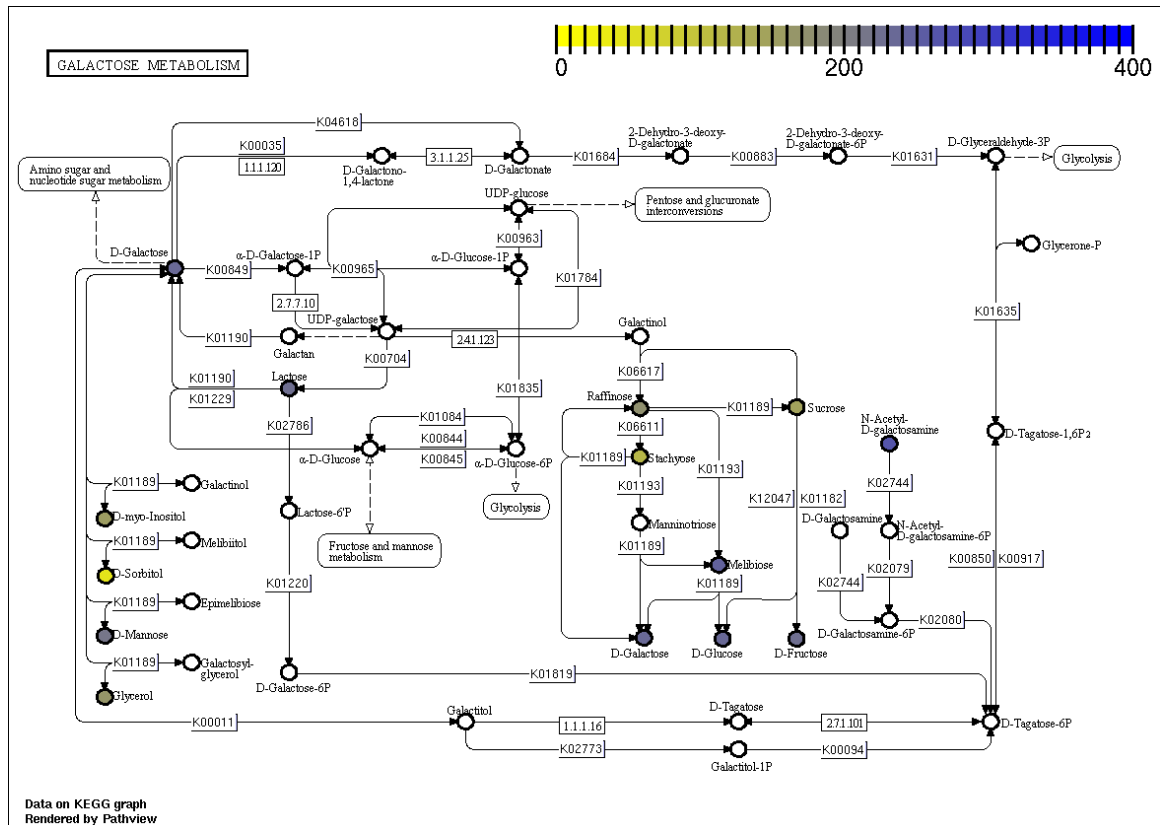 GALACTOSE METABOLISM
0 200 400
K04618
K00035
1.1.1.120
D-Galactono-
1,4-lactone
3.1.1.25
D-Galactonate
K01684
2-Dehydro-3-deoxy-
D-galactonate
K00883
2-Dehydro-3-deoxy-
galactonate-6P
K01631
D-Glyceraldehyde-3P
Glycolysis
Amino sugar and
nucleotide sugar metabolism
UDP-glucose
Pentose and glucuronate
interconversions
K00963
Glycerone-P
D-Galactose
K00849
α-D-Galactose-1P
K00965
α-D-Glucose-1P
K01784
2.7.7.10
UDP-galactose
K01635
K01190
Galactan
2.4.1.123
Galactinol
K00704
K01190
K01229
Lactose
K01835
K06617
Raffinose
K01189
Sucrose
K02786
K01084
K00844
K00845
α-D-Glucose
α-D-Glucose-6P
K06611
K01189
Stachyose
K01193
K01193
N-Acetyl-
D-galactosamine
D-Tagatose-1,6P2
K02744
Glycolysis
K01189
Galactinol
D-myo-Inositol
Lactose-6'P
Fructose and mannose
metabolism
Manninotriose
K12047
K01182
D-Galactosamine
N-Acetyl-
D-galactosamine-6P
K01189
Melibiitol
D-Sorbitol
K01189
Melibiose
K01189
K00850
K00917
K02079
K02744
K01220
K01189
Epimelibiose
D-Mannose
D-Galactose
D-Glucose
D-Fructose
D-Galactosamine-6P
K02080
K01189
Galactosyl-
glycerol
Glycerol
D-Galactose-6P
K01819
K00011
Galactitol
1.1.1.16
D-Tagatose
2.7.1.101
D-Tagatose-6P
K02773
Galactitol-1P
K00094
Data on KEGG graph
Rendered by Pathview